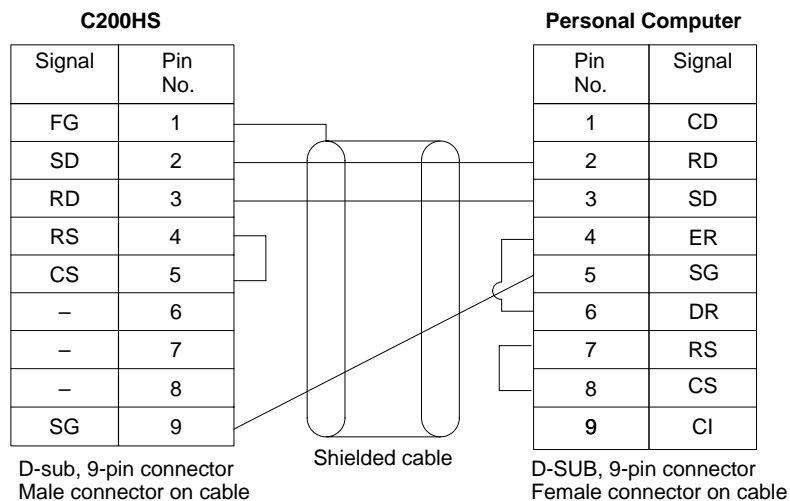 C200HS
Personal Computer
Signal Pin No.
Pin No. Signal
FG 1
1 CD
SD 2
2 RD
RD 3
3 SD
RS 4
4 ER
CS 5
5 SG
– 6
6 DR
– 7
7 RS
– 8
8 CS
SG 9
9 CI
Shielded cable
D-sub, 9-pin connector
Male connector on cable
D-SUB, 9-pin connector
Female connector on cable